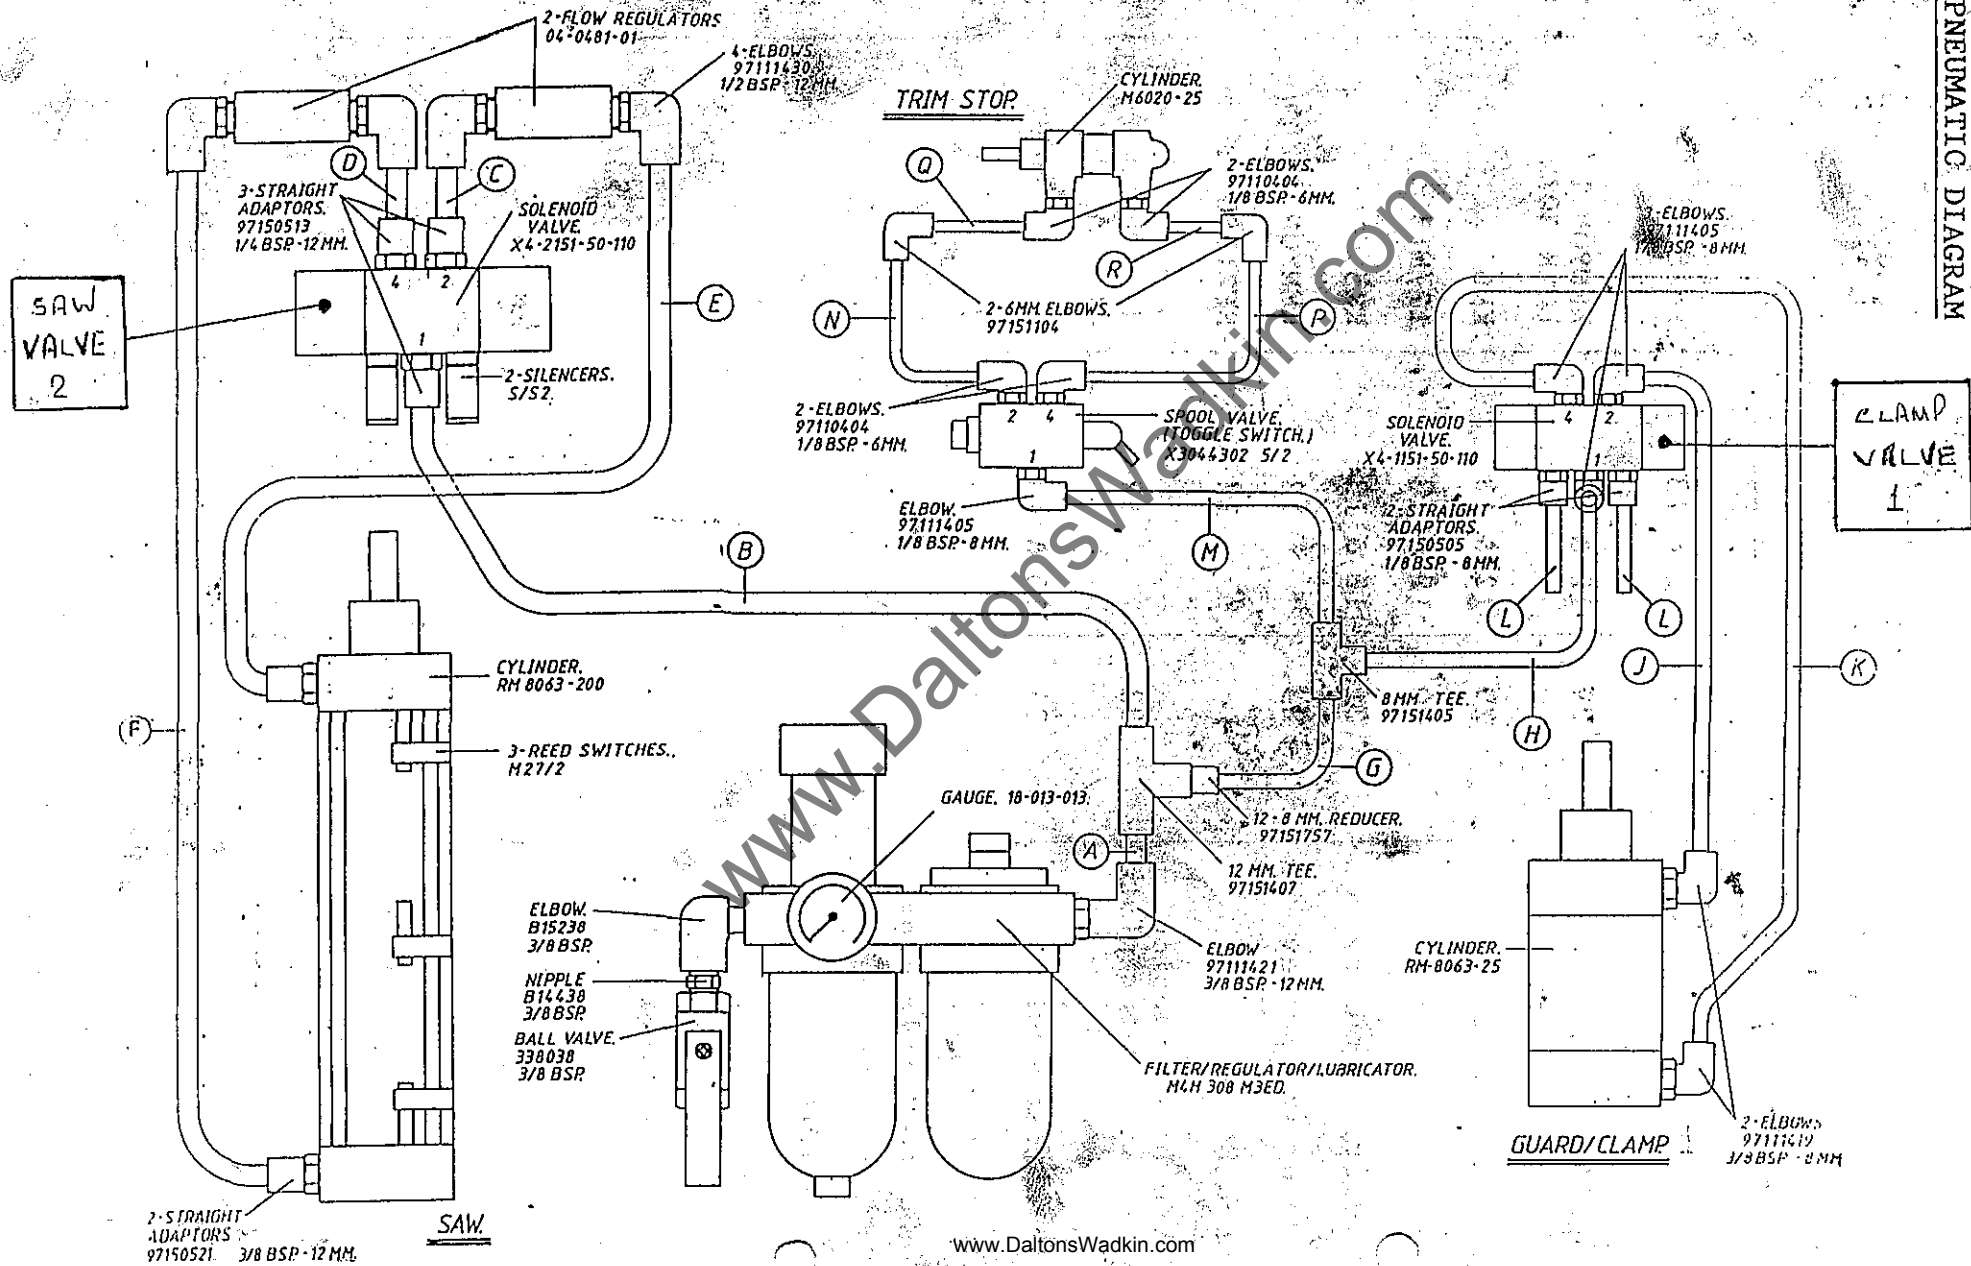 PNEUMATIC DIAGRAM
2-FLOW REGULATORS
04-0481-01
4-ELBOWS.
97111430
1/2 BSP - 12 MM.
D
C
3-STRAIGHT
ADAPTORS.
97150513
1/4 BSP - 12 MM.
SOLENOID
VALVE.
X4-2151-50-110
SAW
VALVE
2
4
2
1
E
2-SILENCERS.
S/S2.
TRIM STOP.
CYLINDER.
M6020-25
Q
2-ELBOWS.
97110404
1/8 BSP - 6MM.
R
N
2-6MM. ELBOWS.
97151104
P
2-ELBOWS.
97110404
1/8 BSP - 6MM.
2
4
1
SPOOL VALVE.
(TOGGLE SWITCH.)
X3044302 5/2
ELBOW.
97111405
1/8 BSP - 8MM.
M
B
-ELBOWS.
97111405
1/8 BSP - 8 MM.
SOLENOID
VALVE.
X4-1151-50-110
4
2
1
CLAMP
VALVE
1
2-STRAIGHT
ADAPTORS.
97150505
1/8 BSP - 8 MM.
L
L
J
K
H
8 MM. TEE.
97151405
G
12-8 MM. REDUCER.
97151757
A
12 MM. TEE.
97151407
F
CYLINDER.
RM 8063-200
3-REED SWITCHES.
M27/2
GAUGE. 18-013-013.
ELBOW.
B15238
3/8 BSP.
NIPPLE
B14438
3/8 BSP.
BALL VALVE.
338038
3/8 BSP.
ELBOW
97111421
3/8 BSP - 12 MM.
FILTER/REGULATOR/LUBRICATOR.
M4H 308 M3ED.
CYLINDER.
RM-8063-25
GUARD/CLAMP.
2-ELBOWS
97111419
3/8 BSP - 8 MM
2-STRAIGHT
ADAPTORS
97150521 3/8 BSP - 12 MM.
SAW.
www.DaltonsWadkin.com
www.DaltonsWadkin.com